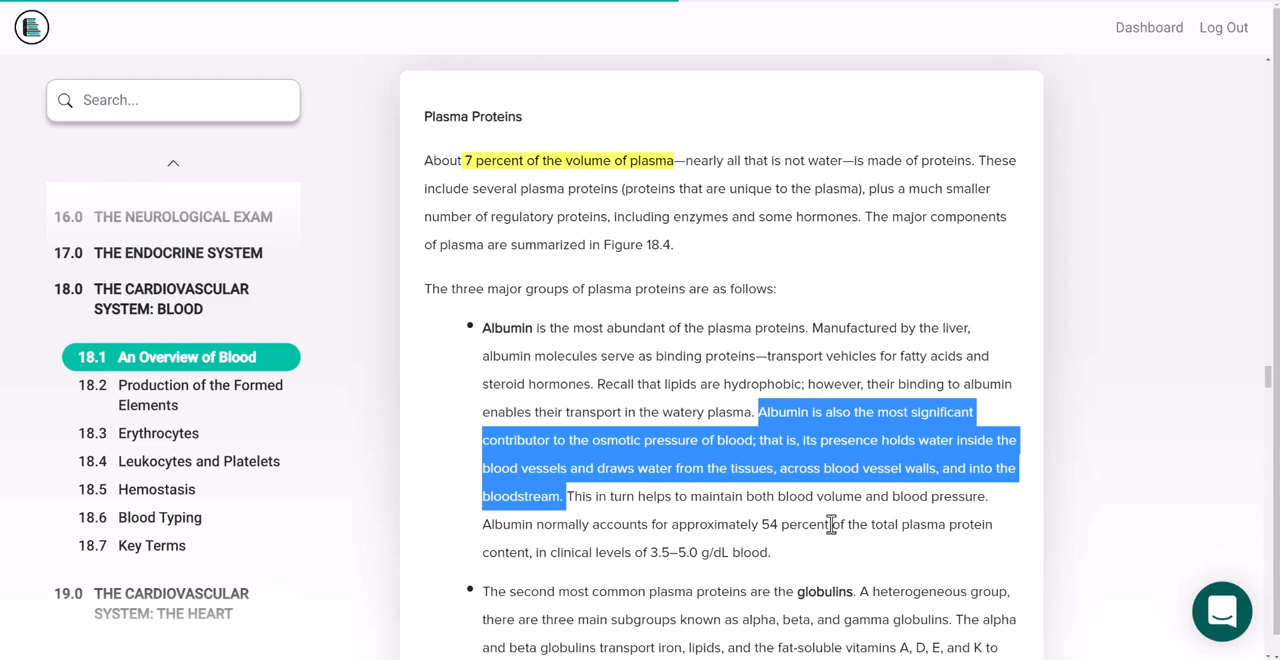 Dashboard Log Out
Search...
16.0 THE NEUROLOGICAL EXAM
17.0 THE ENDOCRINE SYSTEM
18.0 THE CARDIOVASCULAR
SYSTEM: BLOOD
18.1 An Overview of Blood
18.2 Production of the Formed
Elements
18.3 Erythrocytes
18.4 Leukocytes and Platelets
18.5 Hemostasis
18.6 Blood Typing
18.7 Key Terms
19.0 THE CARDIOVASCULAR
SYSTEM: THE HEART
Plasma Proteins
About 7 percent of the volume of plasma—nearly all that is not water—is made of proteins. These
include several plasma proteins (proteins that are unique to the plasma), plus a much smaller
number of regulatory proteins, including enzymes and some hormones. The major components
of plasma are summarized in Figure 18.4.
The three major groups of plasma proteins are as follows:
• Albumin is the most abundant of the plasma proteins. Manufactured by the liver,
albumin molecules serve as binding proteins—transport vehicles for fatty acids and
steroid hormones. Recall that lipids are hydrophobic; however, their binding to albumin
enables their transport in the watery plasma. Albumin is also the most significant
contributor to the osmotic pressure of blood; that is, its presence holds water inside the
blood vessels and draws water from the tissues, across blood vessel walls, and into the
bloodstream. This in turn helps to maintain both blood volume and blood pressure.
Albumin normally accounts for approximately 54 percent of the total plasma protein
content, in clinical levels of 3.5–5.0 g/dL blood.
• The second most common plasma proteins are the globulins. A heterogeneous group,
there are three main subgroups known as alpha, beta, and gamma globulins. The alpha
and beta globulins transport iron, lipids, and the fat-soluble vitamins A, D, E, and K to